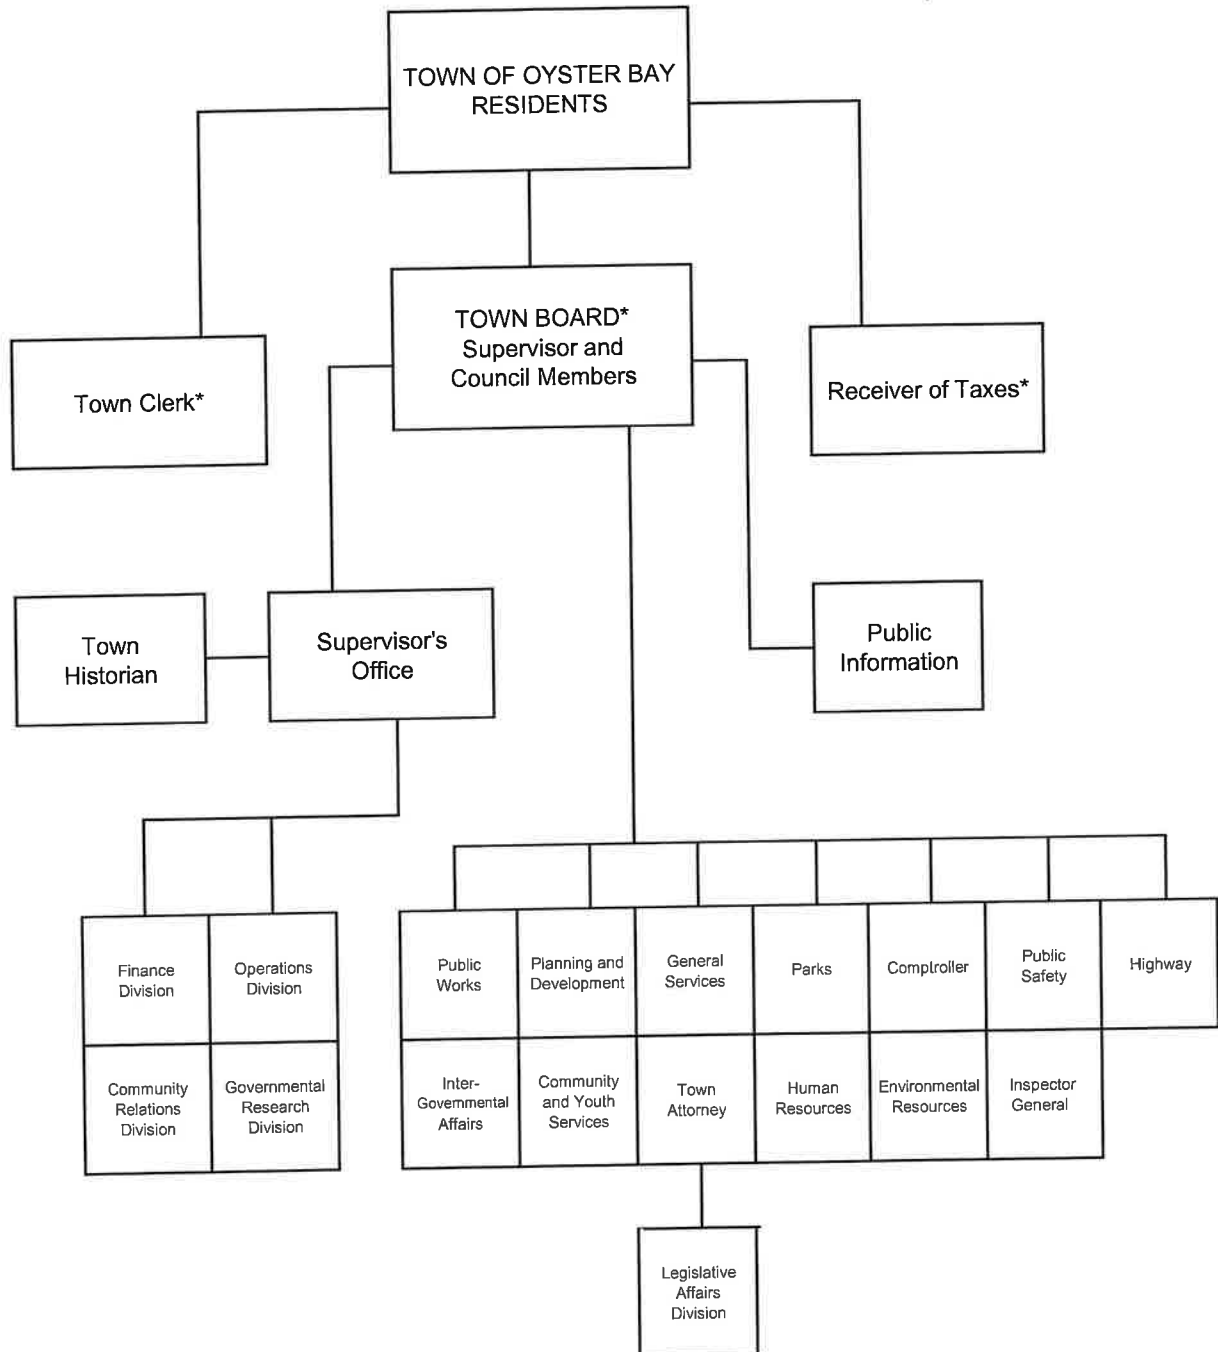 TOWN OF OYSTER BAY
RESIDENTS
TOWN BOARD*
Supervisor and
Council Members
Town Clerk*
Receiver of Taxes*
Town
Historian
Supervisor's
Office
Public
Information
Finance
Division
Operations
Division
Community
Relations
Division
Governmental
Research
Division
Public
Works
Planning and
Development
General
Services
Parks
Comptroller
Public
Safety
Highway
Inter-
Governmental
Affairs
Community
and Youth
Services
Town
Attorney
Human
Resources
Environmental
Resources
Inspector
General
Legislative
Affairs
Division